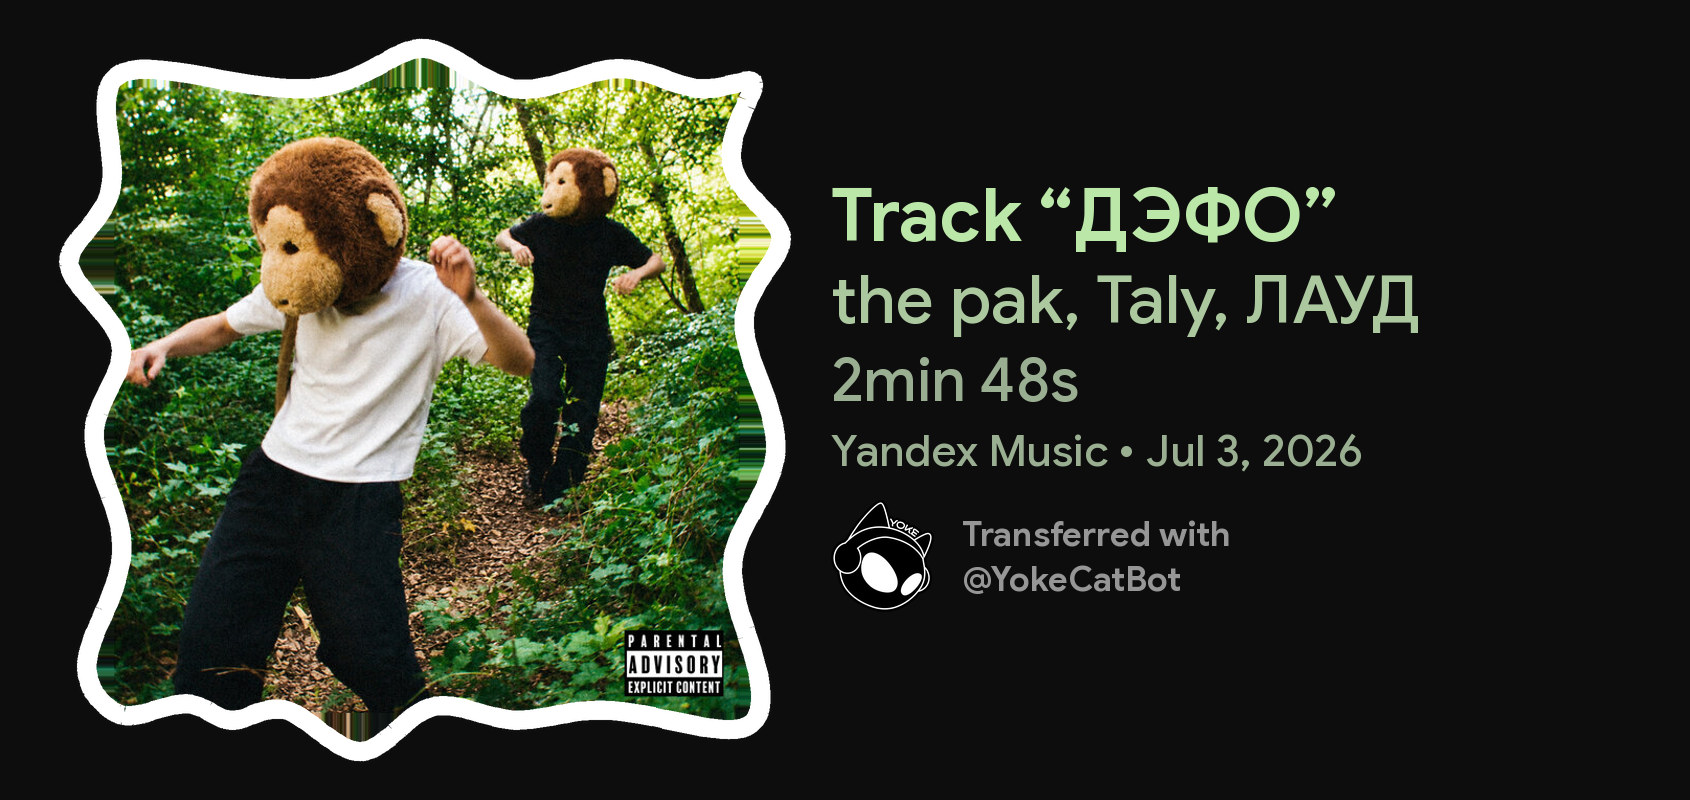 Track “ДЭФО”
the pak, Taly, ЛАУД
2min 48s
Yandex Music • Jul 3, 2026
YOKE
Transferred with
@YokeCatBot
PARENTAL
ADVISORY
EXPLICIT CONTENT